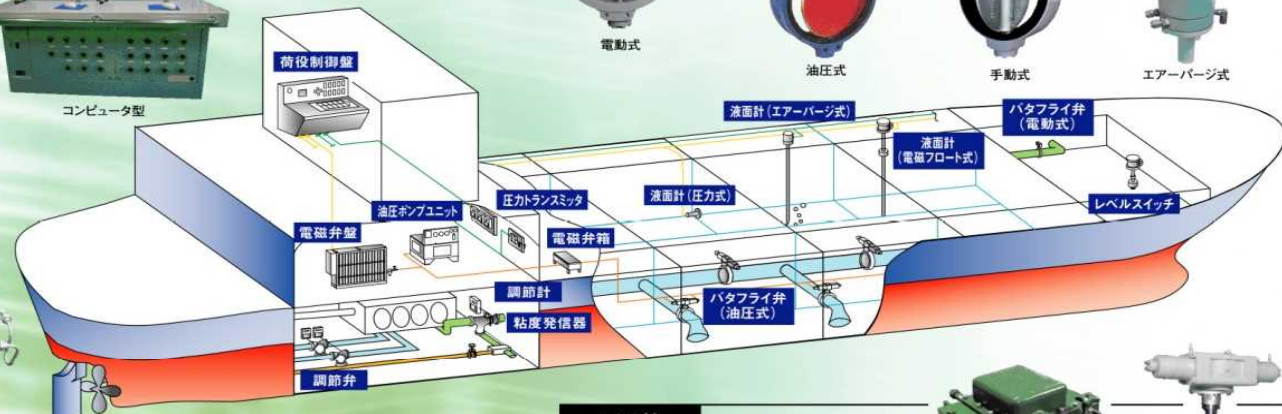 電動式
油圧式
手動式
エアーパージ式
コンピュータ型
荷役制御盤
液面計(エアーパージ式)
バタフライ弁
(電動式)
液面計
(電磁フロート式)
油圧ポンプユニット
圧力トランスミッタ
液面計(圧力式)
レベルスイッチ
電磁弁盤
電磁弁箱
調節計
バタフライ弁
(油圧式)
粘度発信器
調節弁